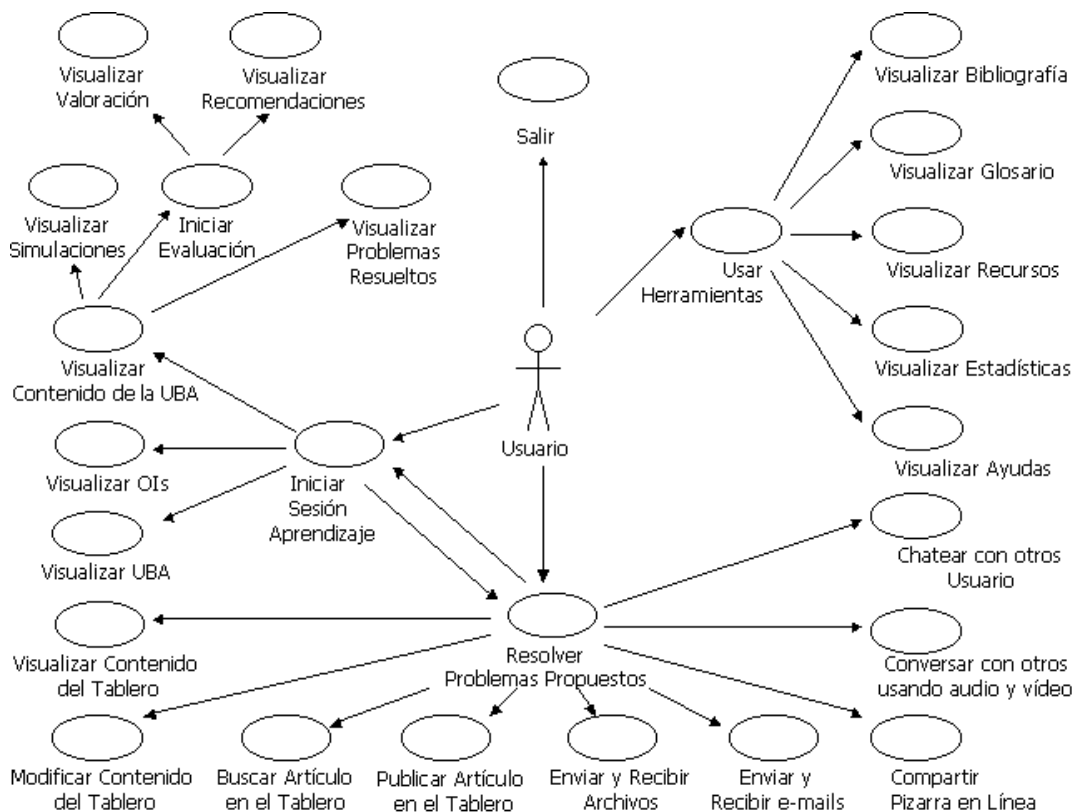 Visualizar
Valoración
Visualizar
Recomendaciones
Salir
Visualizar Bibliografía
Visualizar Glosario
Visualizar
Simulaciones
Iniciar
Evaluación
Visualizar
Problemas
Resueltos
Usar
Herramientas
Visualizar Recursos
Visualizar
Contenido de la UBA
Visualizar Estadísticas
Usuario
Visualizar OIs
Iniciar
Sesión
Aprendizaje
Visualizar Ayudas
Visualizar UBA
Chatear con otros
Usuario
Visualizar Contenido
del Tablero
Resolver
Problemas Propuestos
Conversar con otros
usando audio y vídeo
Modificar Contenido
del Tablero
Buscar Artículo
en el Tablero
Publicar Artículo
en el Tablero
Enviar y Recibir
Archivos
Enviar y
Recibir e-mails
Compartir
Pizarra en Línea